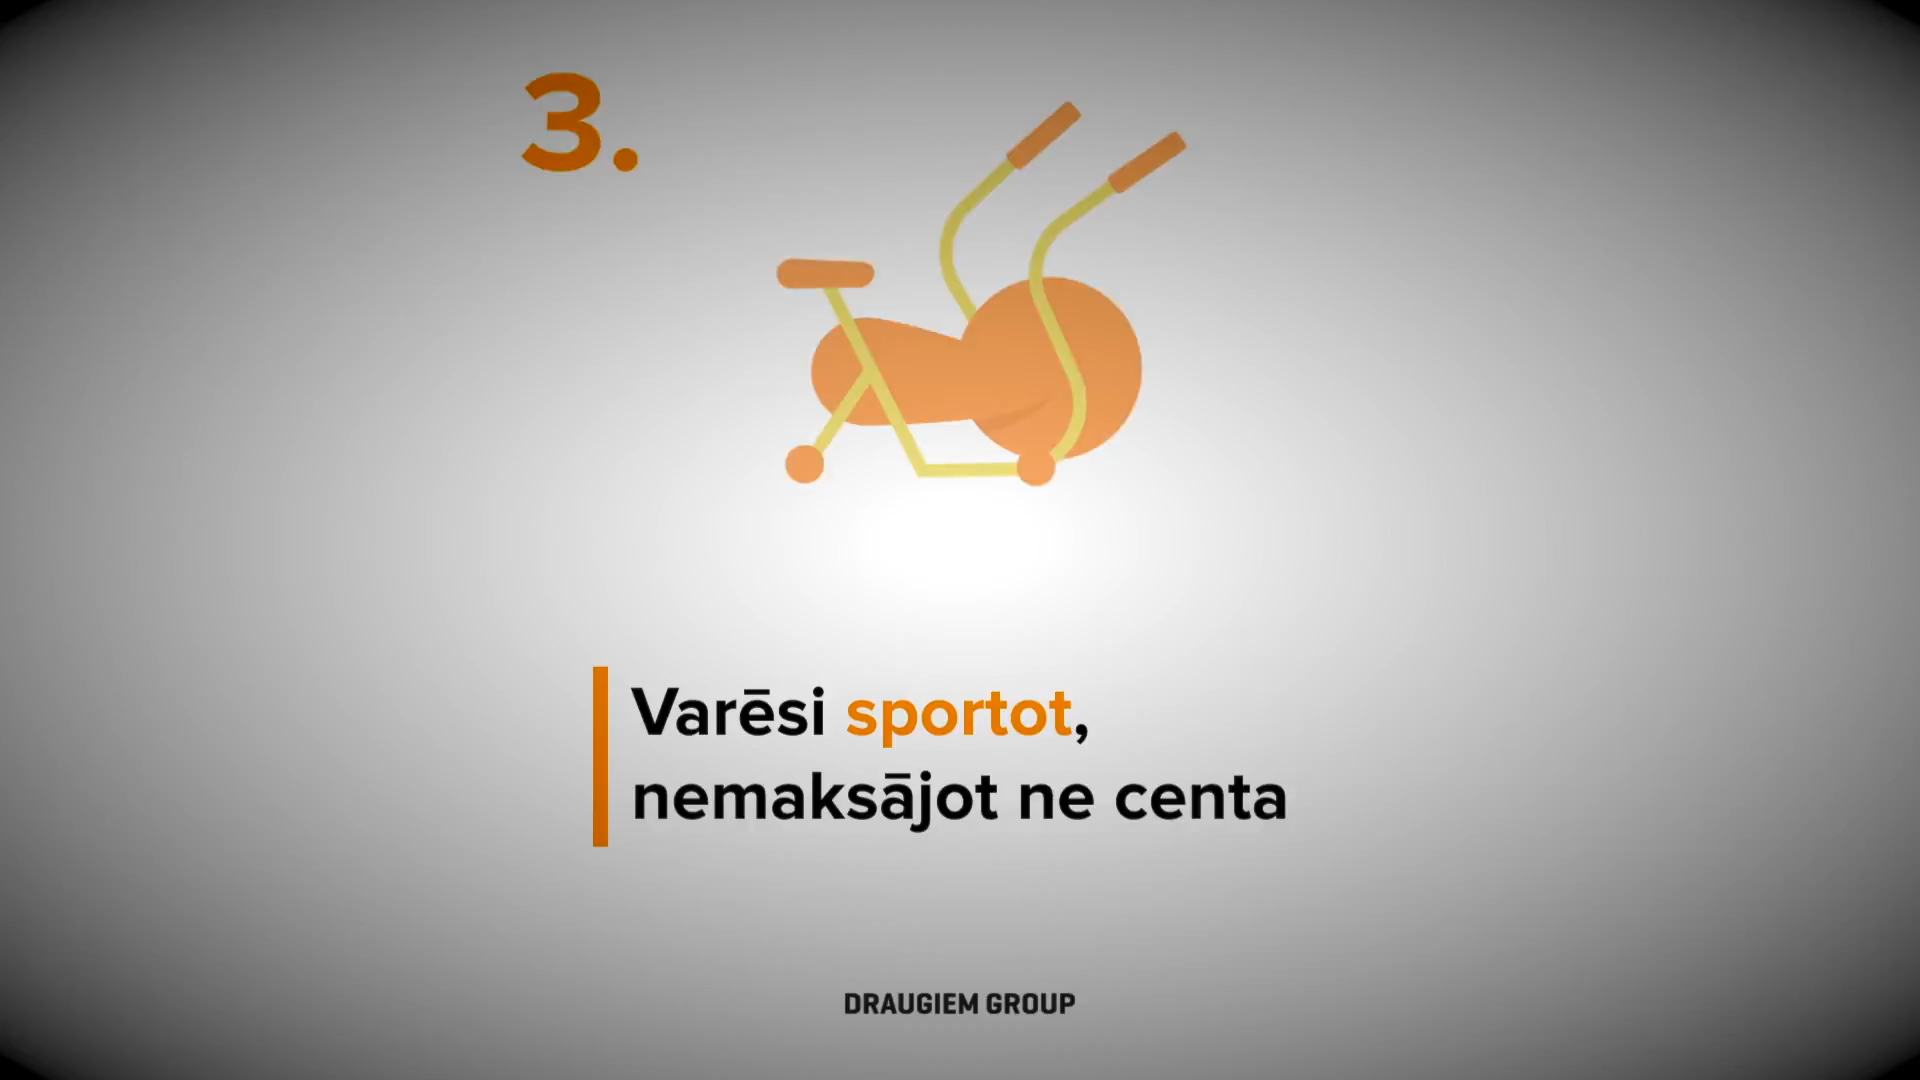 3.
Varēsi sportot,
nemaksājot ne centa
DRAUGIEM GROUP